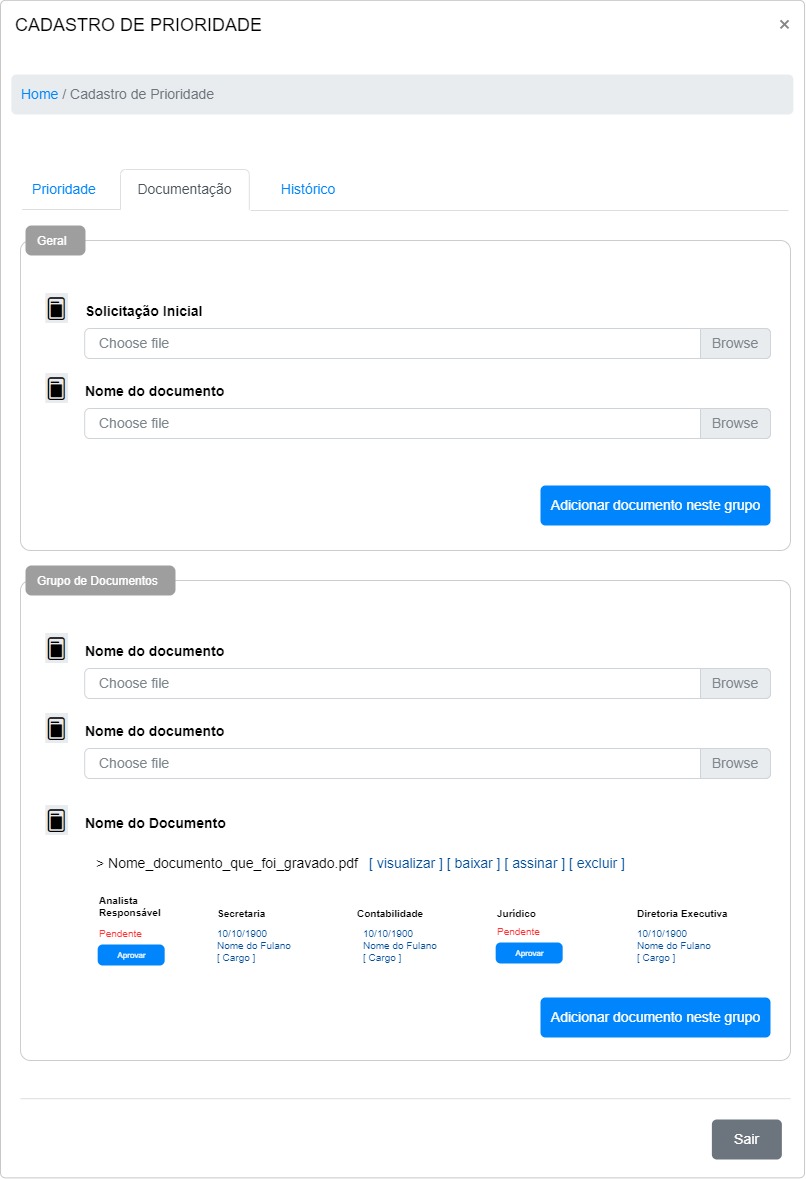 CADASTRO DE PRIORIDADE ×
Home / Cadastro de Prioridade
Prioridade Documentação Histórico
Geral
Solicitação Inicial
Choose file Browse
Nome do documento
Choose file Browse
Adicionar documento neste grupo
Grupo de Documentos
Nome do documento
Choose file Browse
Nome do documento
Choose file Browse
Nome do Documento
> Nome_documento_que_foi_gravado.pdf [ visualizar ] [ baixar ] [ assinar ] [ excluir ]
Analista
Responsável Secretaria Contabilidade Jurídico Diretoria Executiva
Pendente 10/10/1900 10/10/1900 Pendente 10/10/1900
Nome do Fulano Nome do Fulano Nome do Fulano
Aprovar [ Cargo ] [ Cargo ] Aprovar [ Cargo ]
Adicionar documento neste grupo
Sair